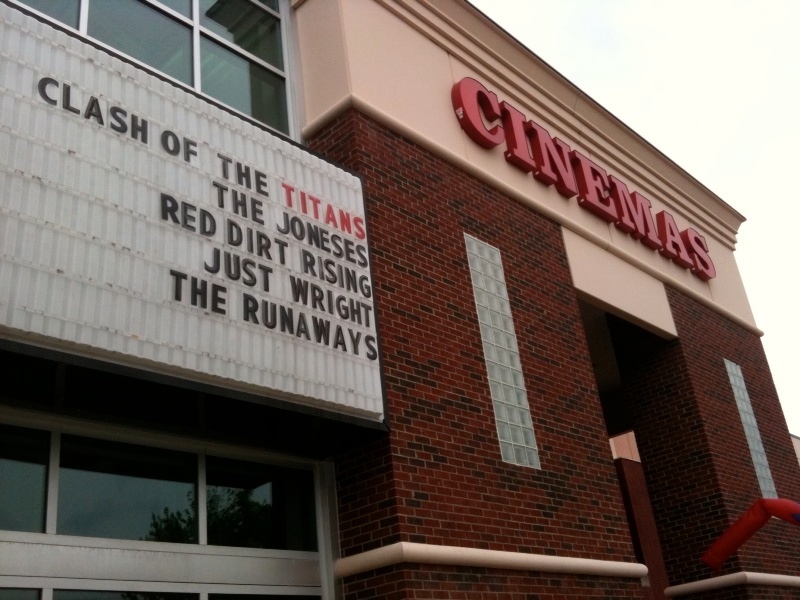 CLASH OF THE TITANS
THE JONESES
RED DIRT RISING
JUST WRIGHT
THE RUNAWAYS
CINEMAS